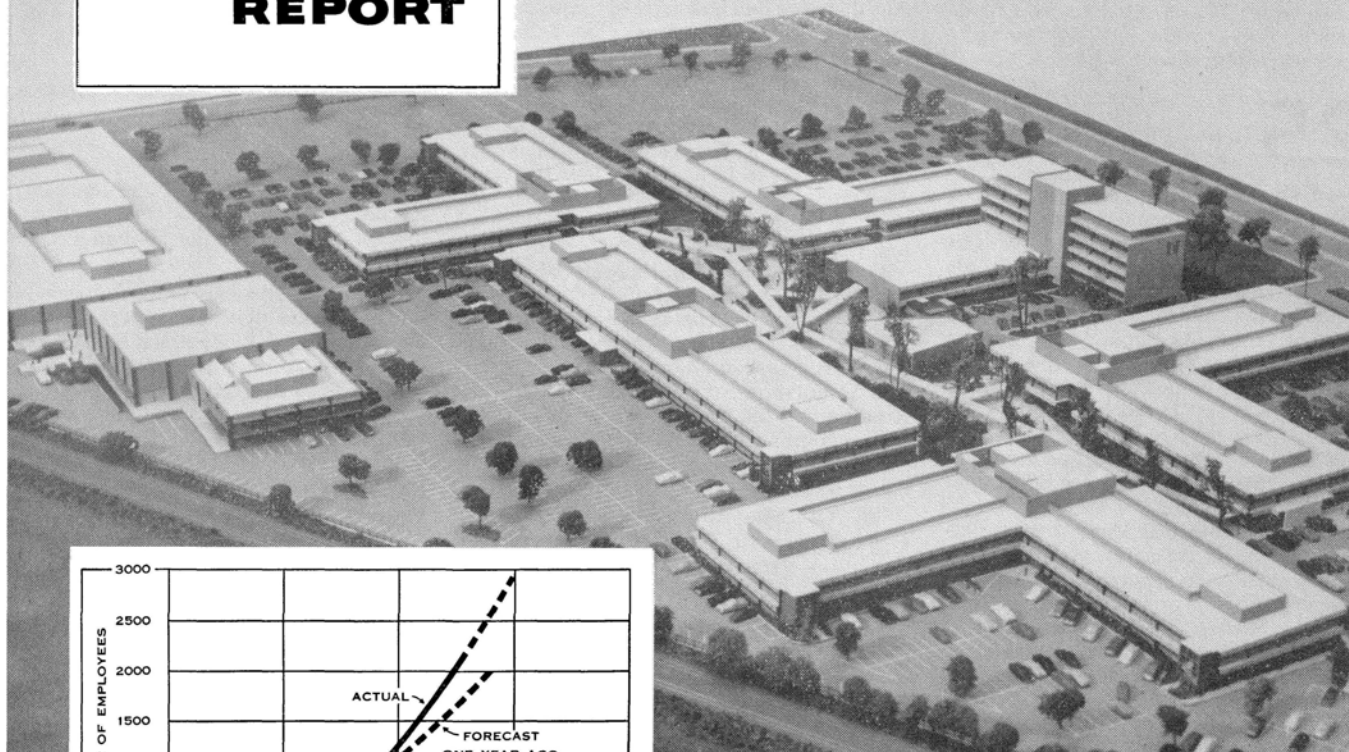 REPORT
3000
2500
2000
1500
OF EMPLOYEES
ACTUAL
FORECAST
ONE YEAR AGO